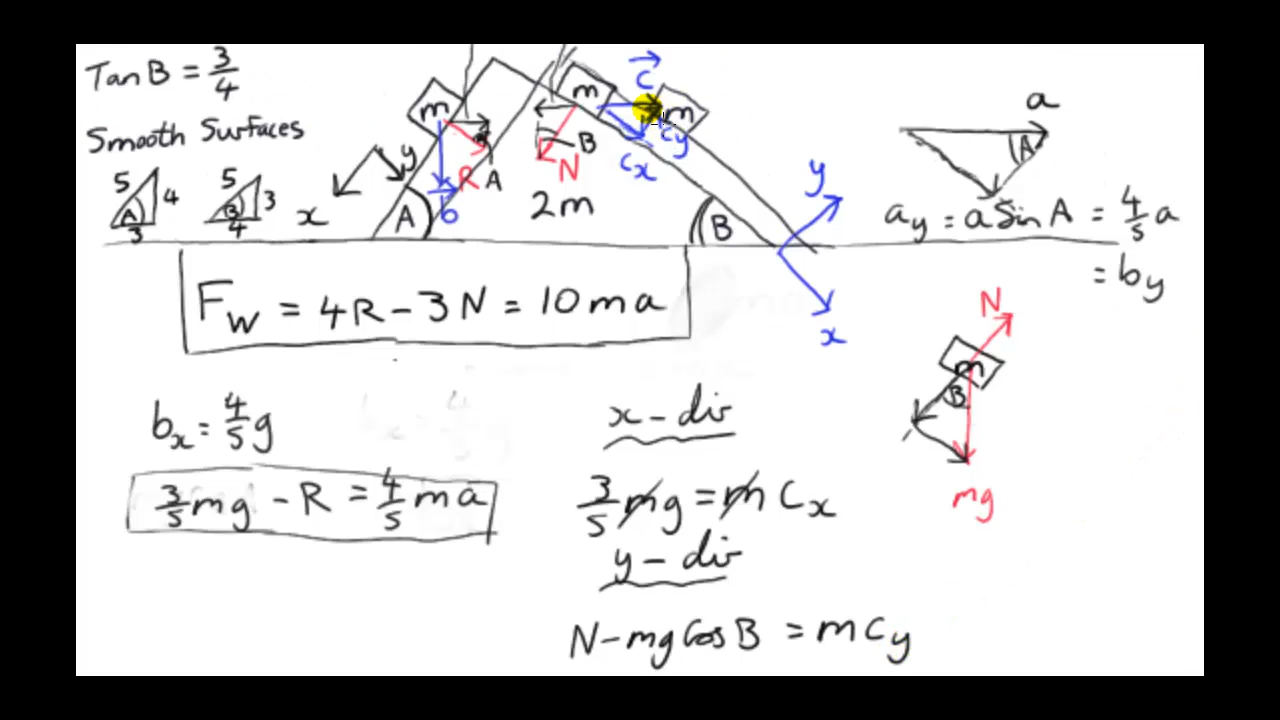 Tan B = 3/4
Smooth Surfaces
5 4 A 3
5 3 B 4
m
y
x
R
A
b
A
m
B
N
2m
C
m
Cy
Cx
B
y
x
a
A
ay = a Sin A = 4/5 a
= by
Fw = 4R - 3N = 10ma
bx = 4/5 g
3/5 mg - R = 4/5 ma
x - dir
3/5 mg = m Cx
y - dir
N - mg Cos B = m Cy
N
m
B
mg